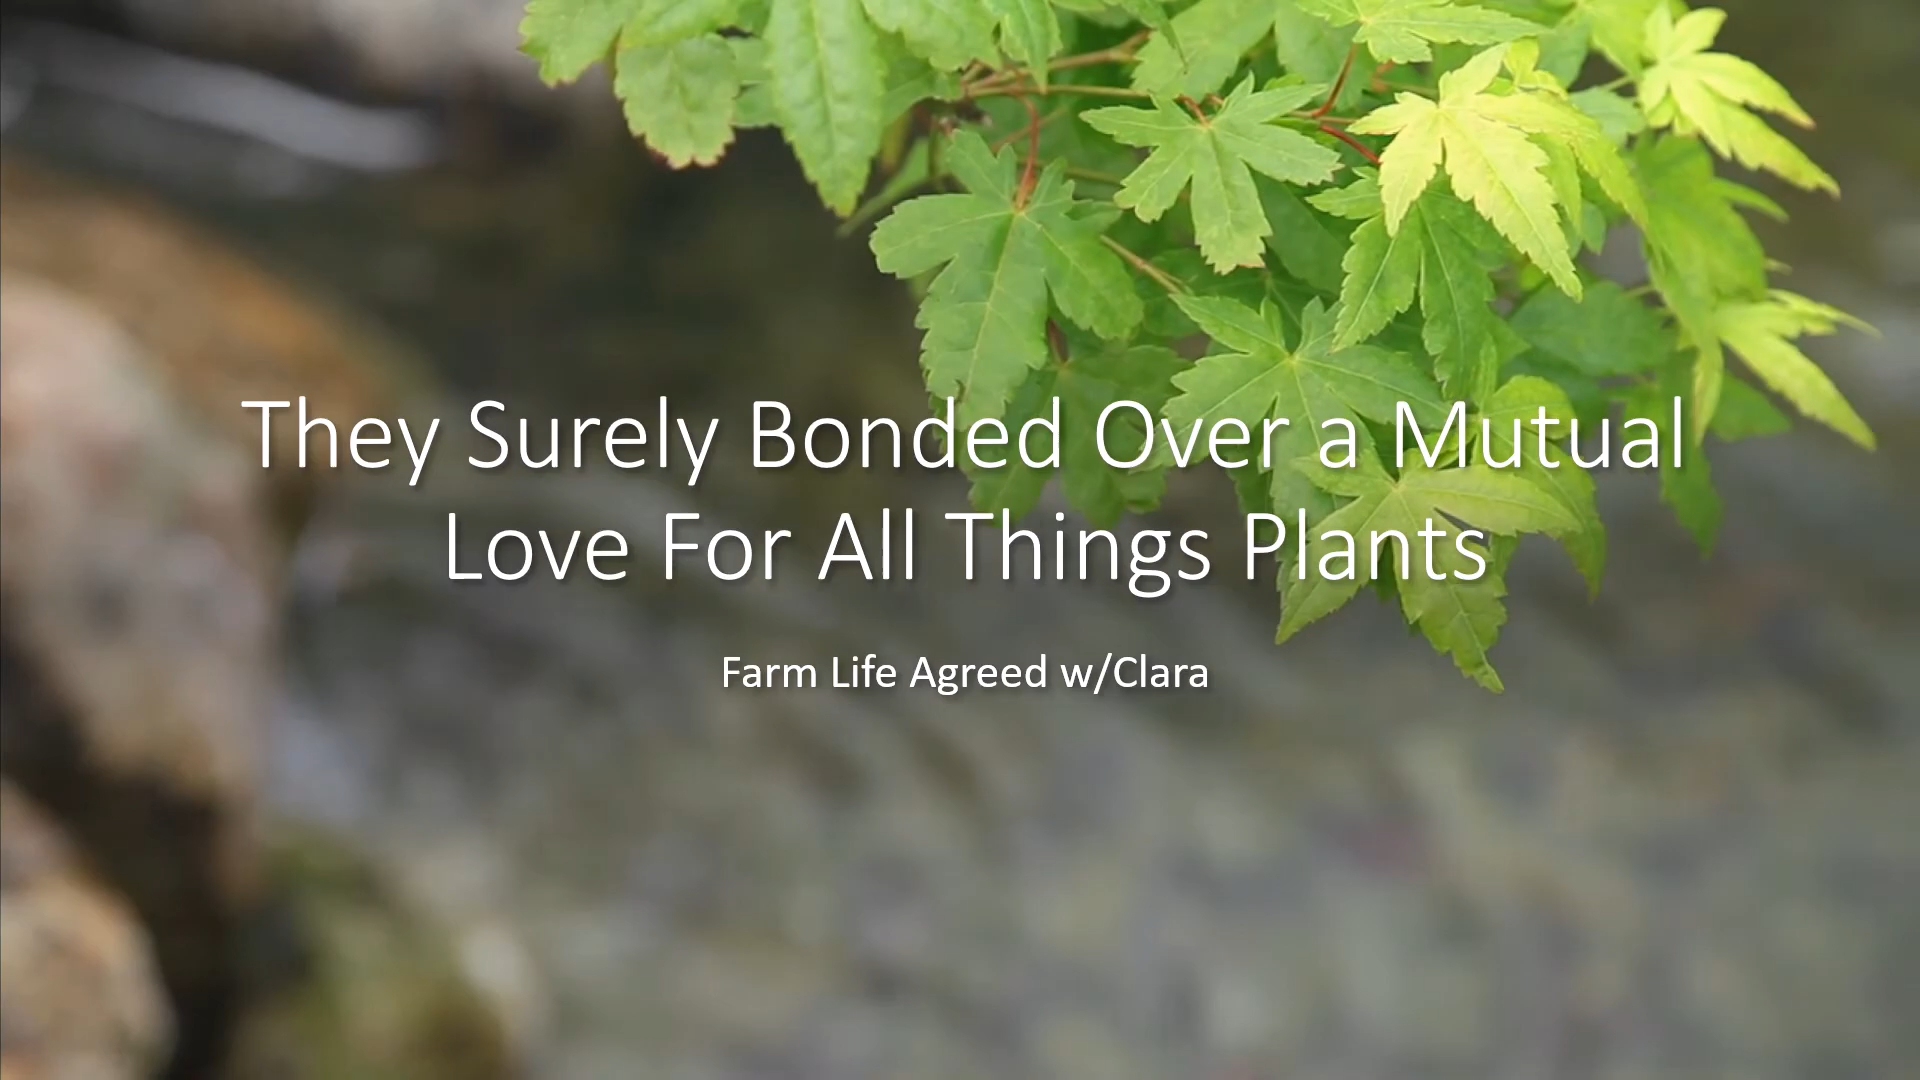 They Surely Bonded Over a Mutual
Love For All Things Plants
Farm Life Agreed w/Clara